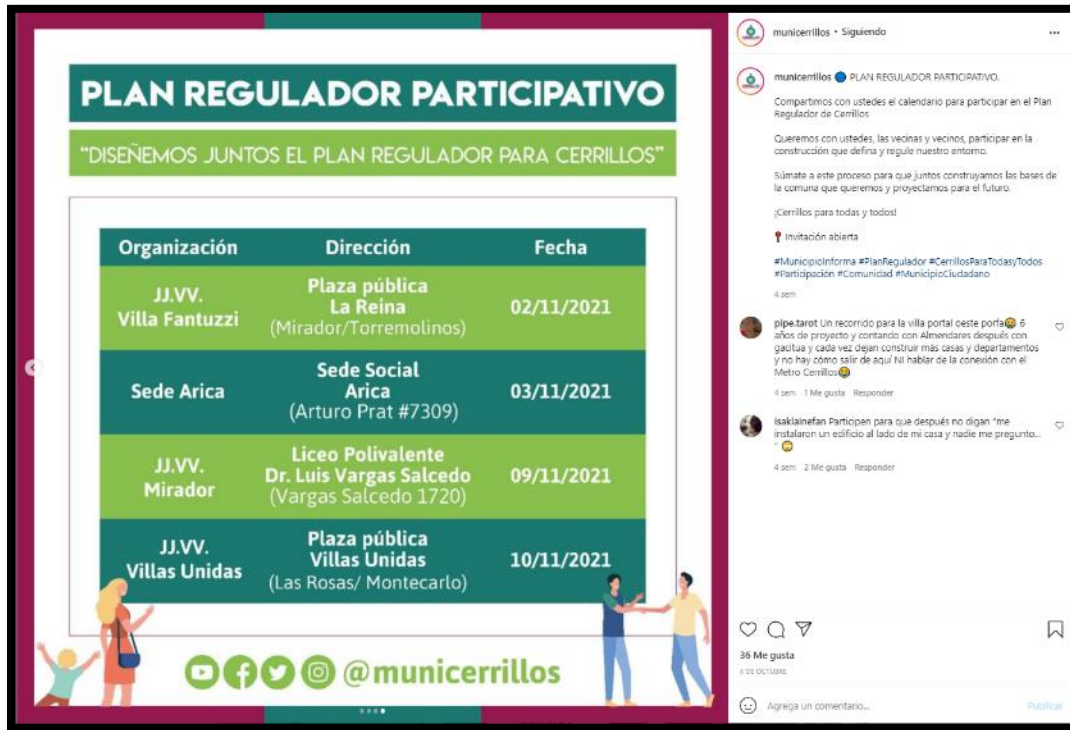 PLAN REGULADOR PARTICIPATIVO
“DISEÑEMOS JUNTOS EL PLAN REGULADOR PARA CERRILLOS”
Organización Dirección Fecha
JJ.VV.
Villa Fantuzzi
Plaza pública
La Reina
(Mirador/Torremolinos)
02/11/2021
Sede Arica
Sede Social
Arica
(Arturo Prat #7309)
03/11/2021
JJ.VV.
Mirador
Liceo Polivalente
Dr. Luis Vargas Salcedo
(Vargas Salcedo 1720)
09/11/2021
JJ.VV.
Villas Unidas
Plaza pública
Villas Unidas
(Las Rosas/ Montecarlo)
10/11/2021
@municerrillos
municerrillos • Siguiendo
municerrillos 🔵 PLAN REGULADOR PARTICIPATIVO.
Compartimos con ustedes el calendario para participar en el Plan
Regulador de Cerrillos
Queremos con ustedes, las vecinas y vecinos, participar en la
construcción que defina y regule nuestro entorno.
Súmate a este proceso para que juntos construyamos las bases de
la comuna que queremos y proyectamos para el futuro.
¡Cerrillos para todas y todos!
📍 Invitación abierta
#MunicipioInforma #PlanRegulador #CerrillosParaTodasyTodos
#Participación #Comunidad #MunicipioCiudadano
4 sem
pipe.tarot Un recorrido para la villa portal oeste porfa😅 6
años de proyecto y contando con Almendares después con
gacitua y cada vez dejan construir más casas y departamentos
y no hay cómo salir de aquí NI hablar de la conexión con el
Metro Cerrillos😅
4 sem 1 Me gusta Responder
isaklainefan Participen para que después no digan "me
instalaron un edificio al lado de mi casa y nadie me pregunto...
" 🙄
4 sem 2 Me gusta Responder
36 Me gusta
DE OCTUBRE
Agrega un comentario... Publicar